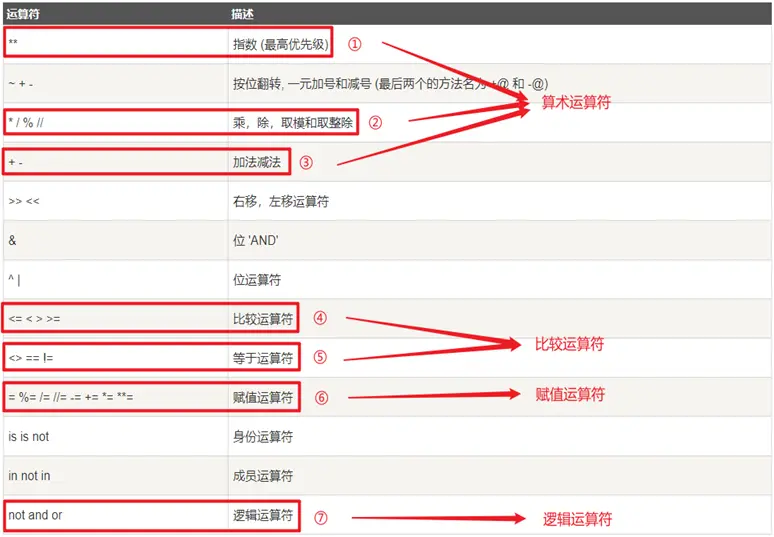 运算符 描述
** 指数 (最高优先级) ①
~ + - 按位翻转, 一元加号和减号 (最后两个的方法名为 +@ 和 -@)
算术运算符
* / % // 乘，除，取模和取整除 ②
+ - 加法减法 ③
>> << 右移，左移运算符
& 位 'AND'
^ | 位运算符
<= < > >= 比较运算符 ④
比较运算符
<> == != 等于运算符 ⑤
= %= /= //= -= += *= **= 赋值运算符 ⑥ 赋值运算符
is is not 身份运算符
in not in 成员运算符
not and or 逻辑运算符 ⑦ 逻辑运算符